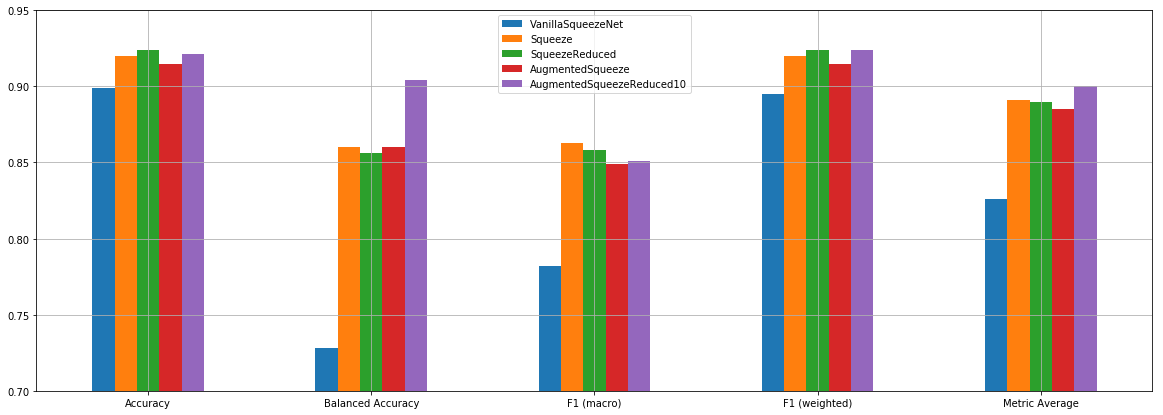 0.95
0.90
0.85
0.80
0.75
0.70
VanillaSqueezeNet
Squeeze
SqueezeReduced
AugmentedSqueeze
AugmentedSqueezeReduced10
Accuracy
Balanced Accuracy
F1 (macro)
F1 (weighted)
Metric Average